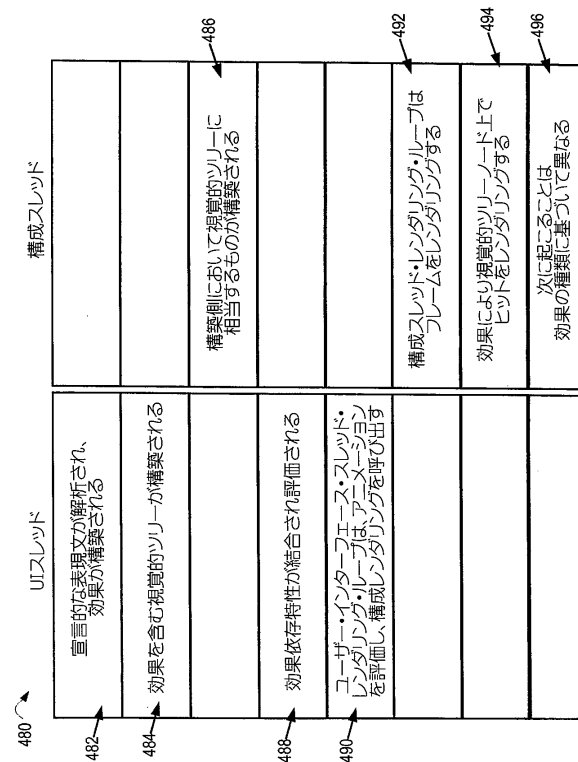 480
UIスレッド
構成スレッド
482
宣言的な表現文が解析され、
効果が構築される
484
効果を含む視覚的ツリーが構築される
構築側において視覚的ツリーに
相当するものが構築される
486
488
効果依存特性が結合され評価される
490
ユーザー・インターフェース・スレッド・
レンダリング・ループは、アニメーション
を評価し、構成レンダリングを呼び出す
構成スレッド・レンダリング・ループは
フレームをレンダリングする
492
効果により視覚的ツリーノード上で
ヒットをレンダリングする
494
次に起こることは
効果の種類に基づいて異なる
496